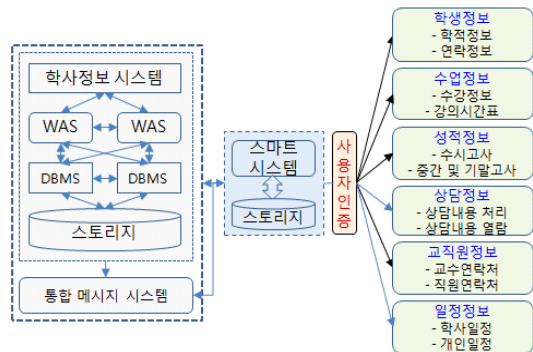 학사정보 시스템
WAS
WAS
DBMS
DBMS
스토리지
통합 메시지 시스템
스마트
시스템
스토리지
사용자인증
학생정보
- 학적정보
- 연락정보
수업정보
- 수강정보
- 강의시간표
성적정보
- 수시고사
- 중간 및 기말고사
상담정보
- 상담내용 처리
- 상담내용 열람
교직원정보
- 교수연락처
- 직원연락처
일정정보
- 학사일정
- 개인일정